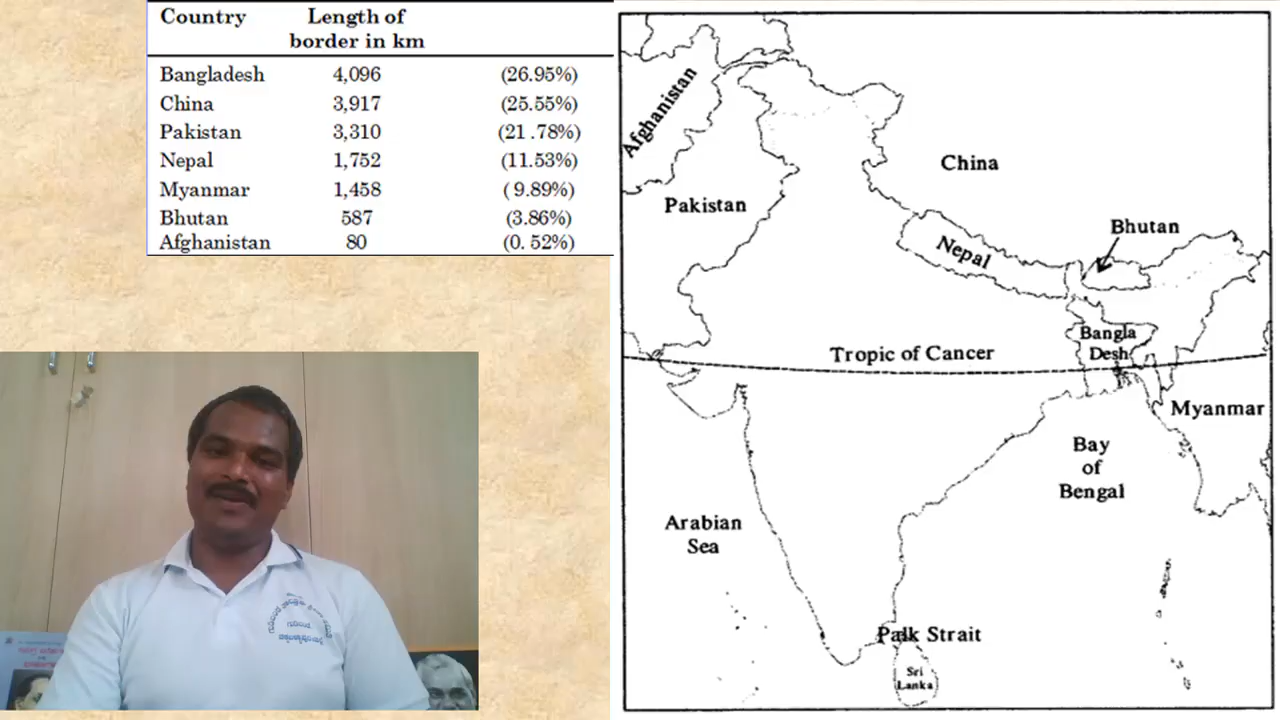 Country Length of
border in km
Bangladesh 4,096 (26.95%)
China 3,917 (25.55%)
Pakistan 3,310 (21 .78%)
Nepal 1,752 (11.53%)
Myanmar 1,458 ( 9.89%)
Bhutan 587 (3.86%)
Afghanistan 80 (0. 52%)
Afghanistan
China
Pakistan
Bhutan
Nepal
Bangla
Desh
Tropic of Cancer
Myanmar
Bay
of
Bengal
Arabian
Sea
Palk Strait
Sri
Lanka
ಗುದಿಬಂಡೆ